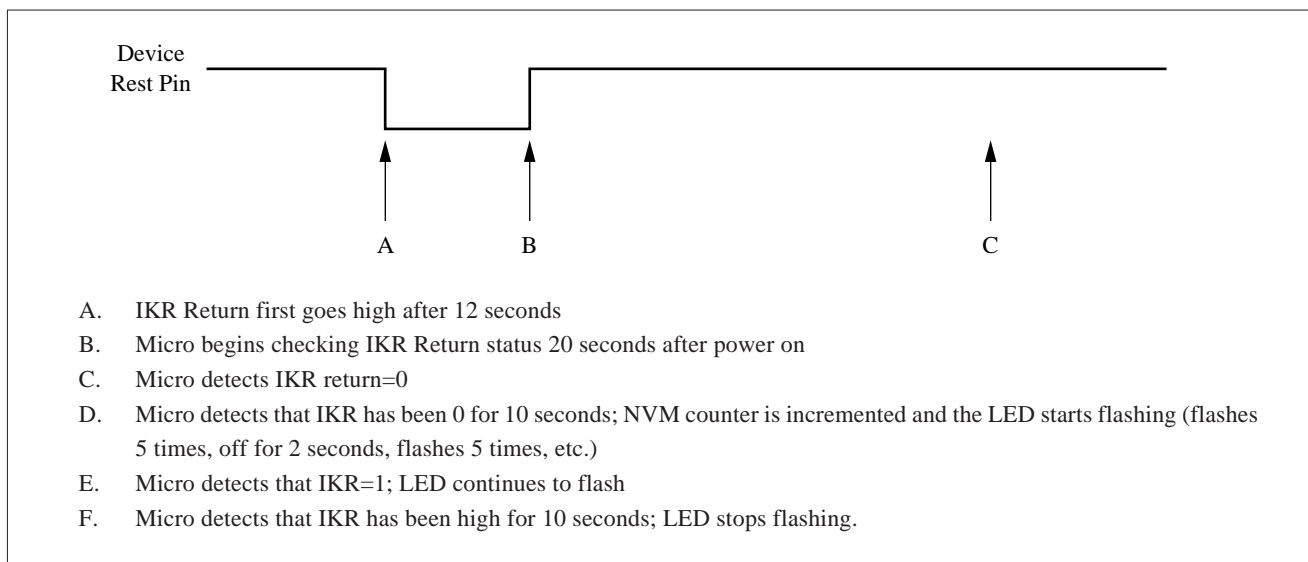 Device
Rest Pin
A B C
A. IKR Return first goes high after 12 seconds
B. Micro begins checking IKR Return status 20 seconds after power on
C. Micro detects IKR return=0
D. Micro detects that IKR has been 0 for 10 seconds; NVM counter is incremented and the LED starts flashing (flashes
5 times, off for 2 seconds, flashes 5 times, etc.)
E. Micro detects that IKR=1; LED continues to flash
F. Micro detects that IKR has been high for 10 seconds; LED stops flashing.